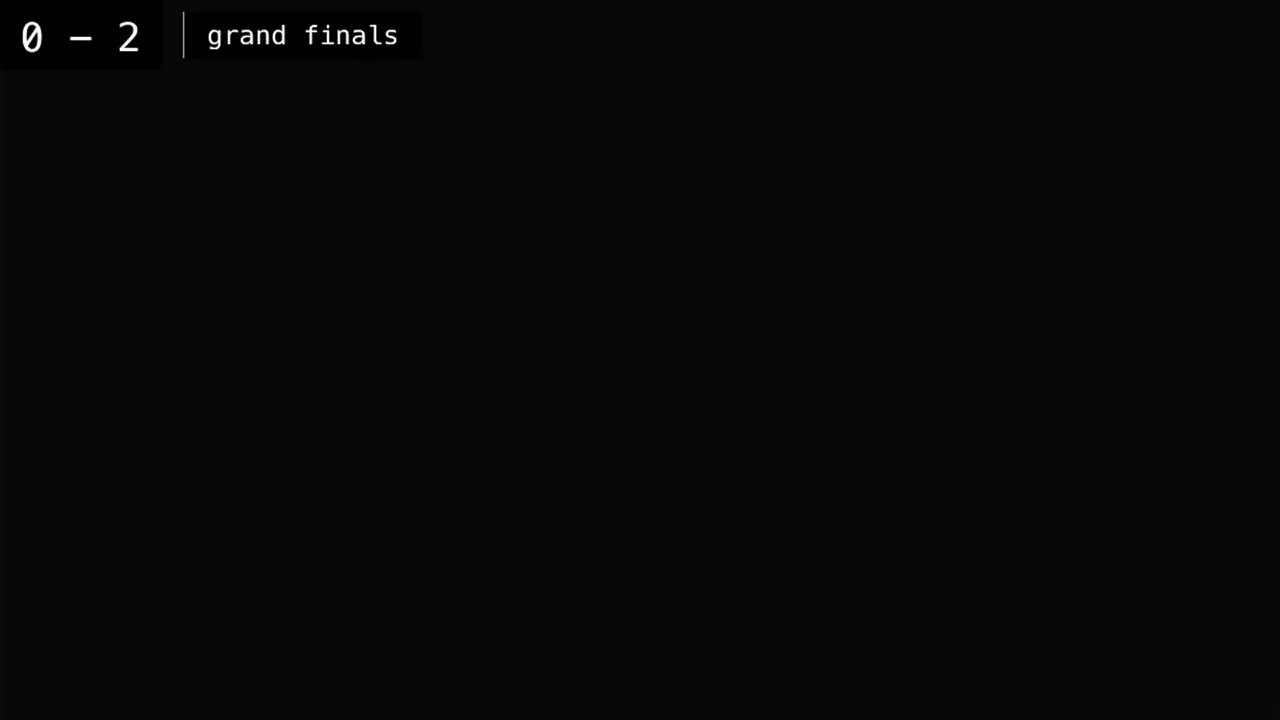 0 – 2
grand finals